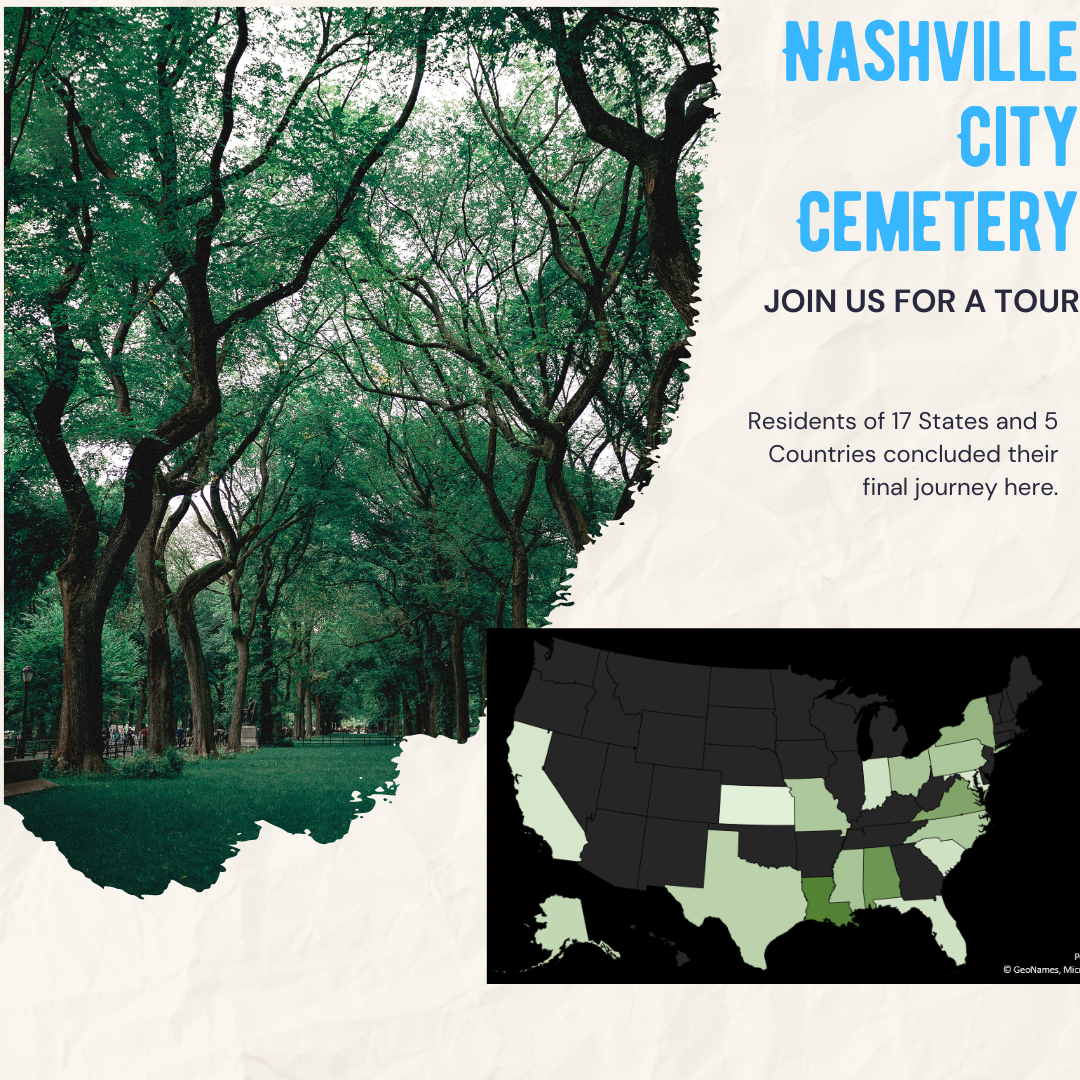 NASHVILLE
CITY
CEMETERY
JOIN US FOR A TOUR
Residents of 17 States and 5
Countries concluded their
final journey here.
© GeoNames,